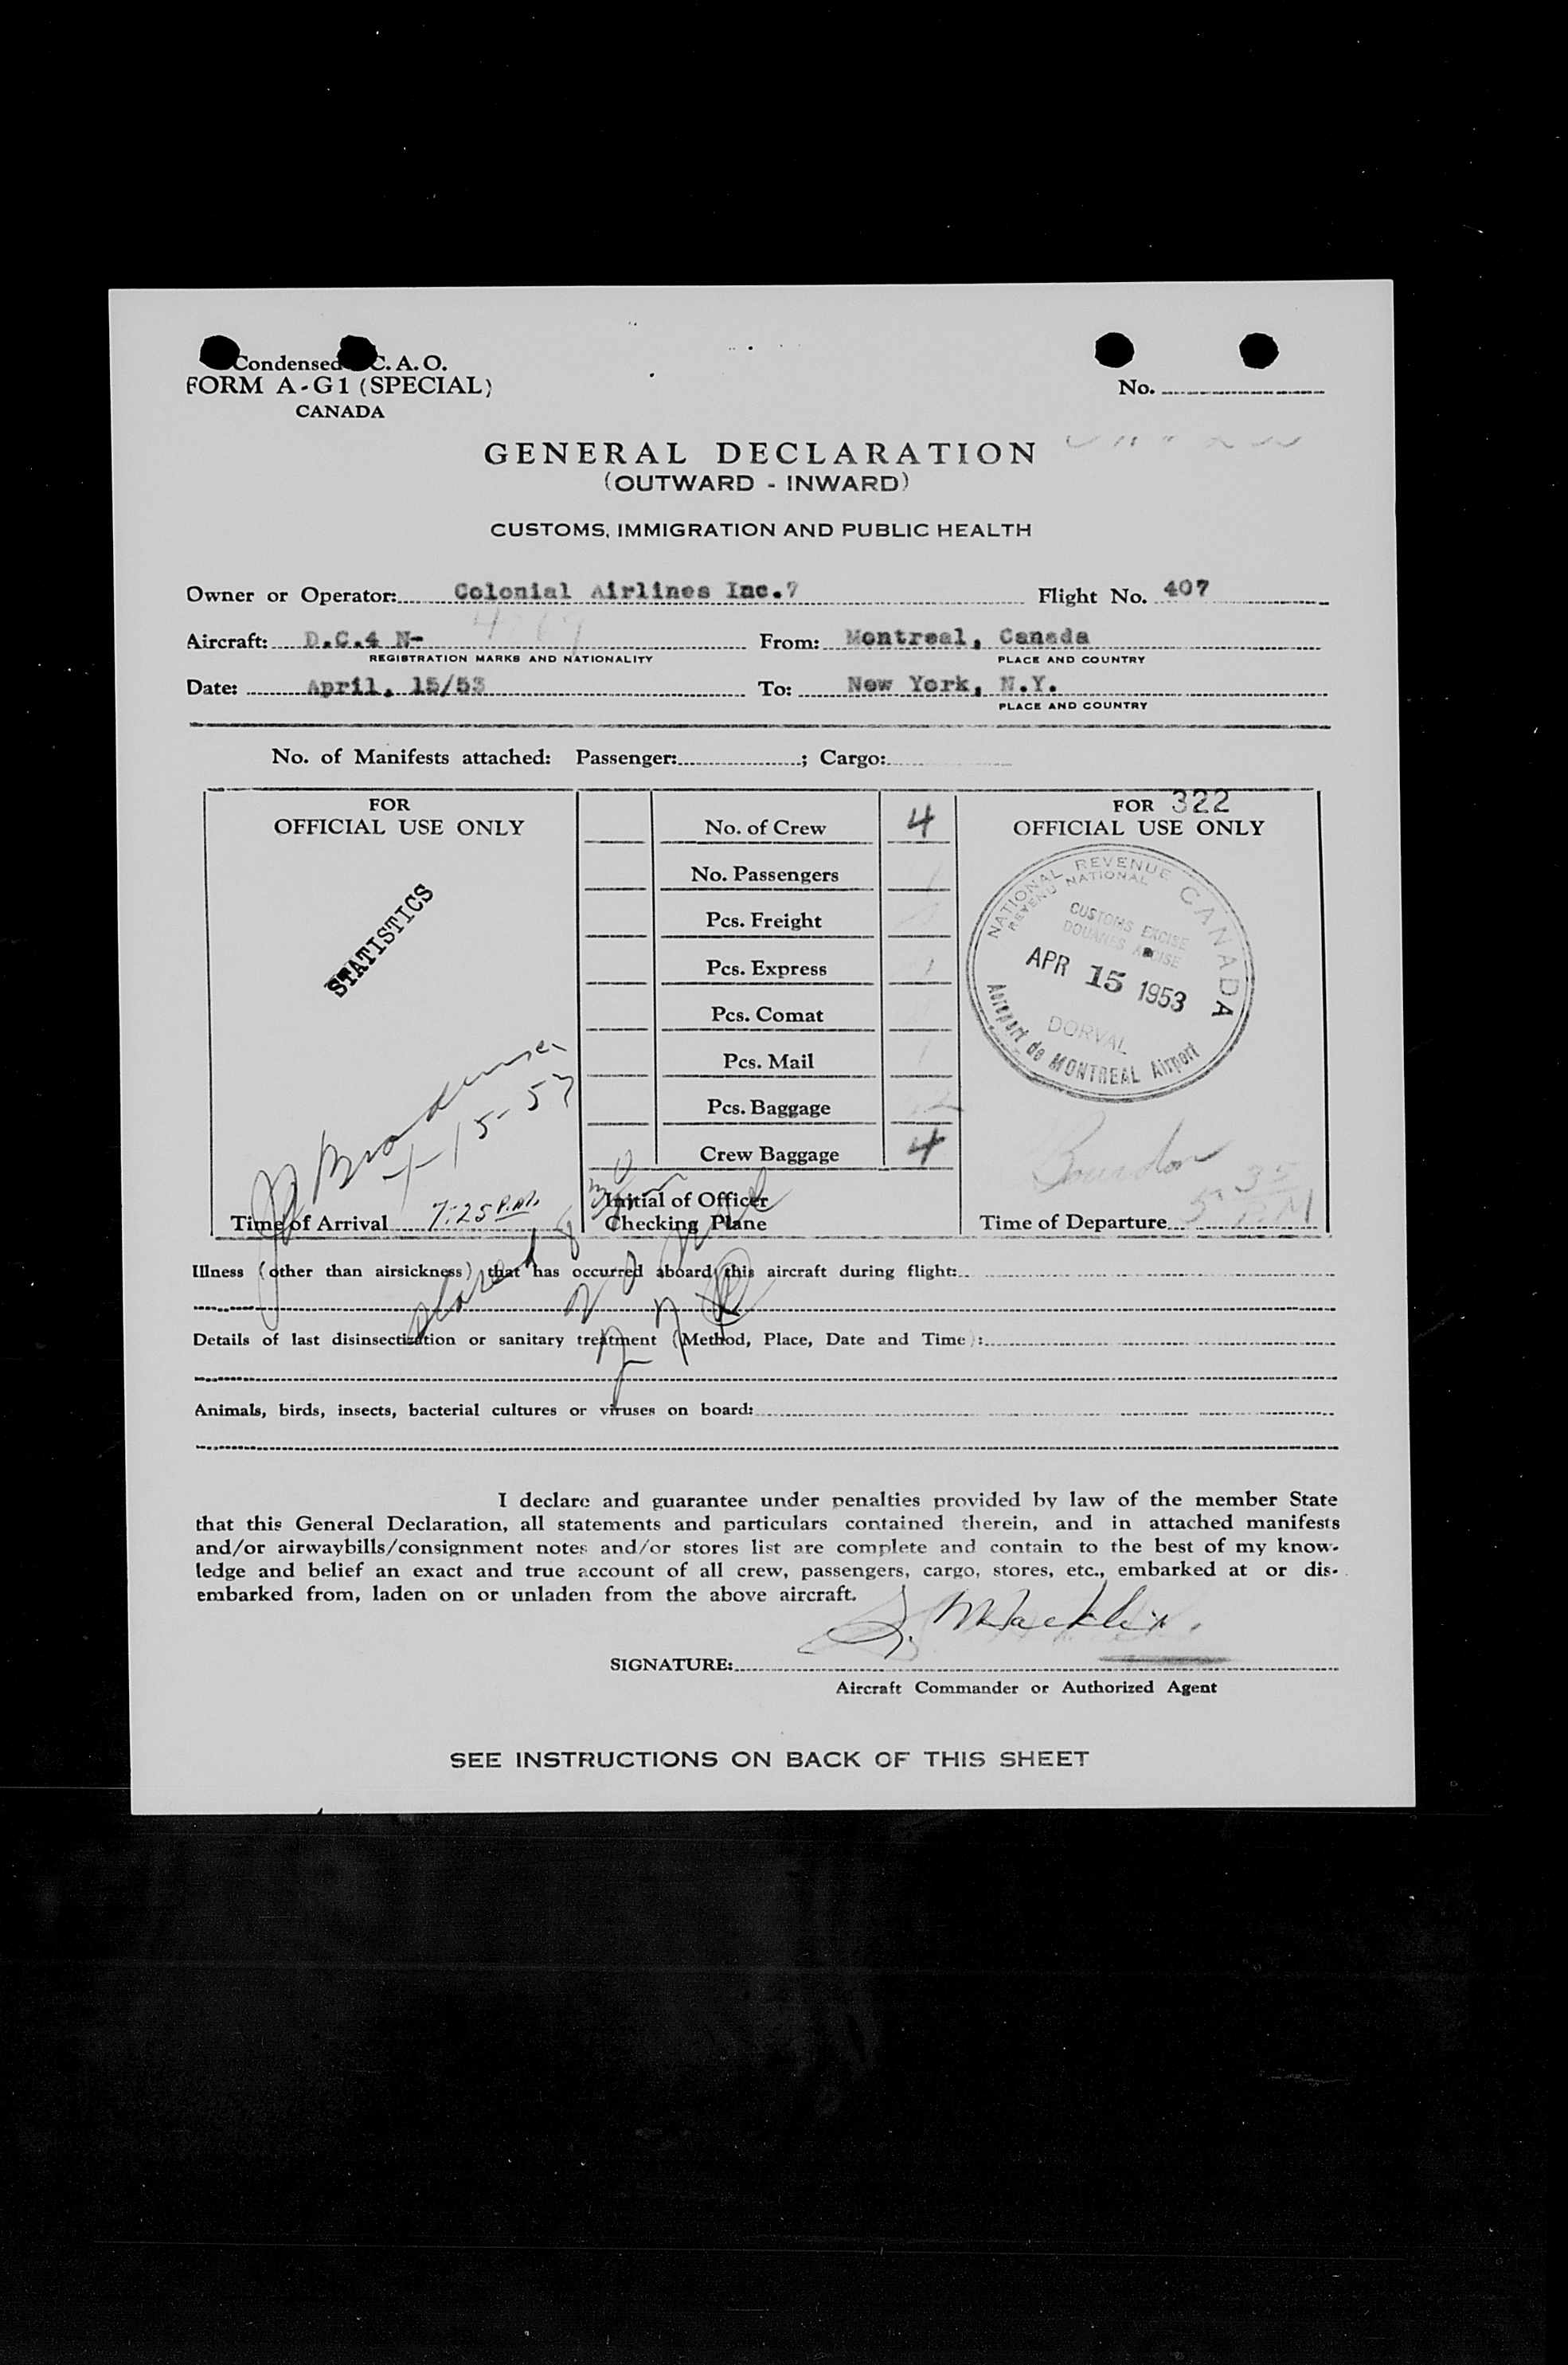 Condensed C. A. O.
FORM A-G1 (SPECIAL)
CANADA
No.
GENERAL DECLARATION
(OUTWARD - INWARD)
CUSTOMS, IMMIGRATION AND PUBLIC HEALTH
Owner or Operator: Colonial Airlines Inc.7 Flight No. 407
Aircraft: D.C.4 N- From: Montreal, Canada
REGISTRATION MARKS AND NATIONALITY PLACE AND COUNTRY
Date: April, 15/53 To: New York, N.Y.
PLACE AND COUNTRY
No. of Manifests attached: Passenger: ; Cargo:
FOR
OFFICIAL USE ONLY
STATISTICS
Time of Arrival 7:25 P.M.
No. of Crew 4
No. Passengers
Pcs. Freight
Pcs. Express
Pcs. Comat
Pcs. Mail
Pcs. Baggage
Crew Baggage 4
Initial of Officer
Checking Plane
FOR 322
OFFICIAL USE ONLY
NATIONAL REVENUE CANADA
REVENU NATIONAL
CUSTOMS EXCISE
DOUANES ACCISE
APR 15 1953
DORVAL
Aeroport de MONTREAL Airport
Bourdon
5 35 P.M
Time of Departure
Illness (other than airsickness) that has occurred aboard this aircraft during flight:
Details of last disinsectization or sanitary treatment (Method, Place, Date and Time):
Animals, birds, insects, bacterial cultures or viruses on board:
I declare and guarantee under penalties provided by law of the member State
that this General Declaration, all statements and particulars contained therein, and in attached manifests
and/or airwaybills/consignment notes and/or stores list are complete and contain to the best of my know-
ledge and belief an exact and true account of all crew, passengers, cargo, stores, etc., embarked at or dis-
embarked from, laden on or unladen from the above aircraft.
S. Macklin.
SIGNATURE:
Aircraft Commander or Authorized Agent
SEE INSTRUCTIONS ON BACK OF THIS SHEET